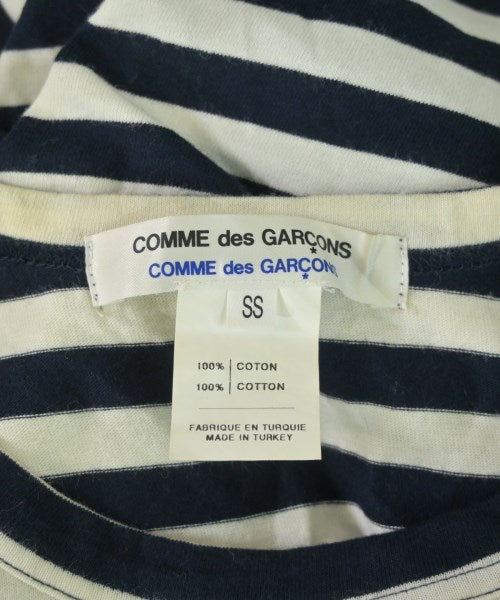 COMME des GARÇONS
COMME des GARÇONS
SS
100% | COTON
100% | COTTON
FABRIQUE EN TURQUIE
MADE IN TURKEY